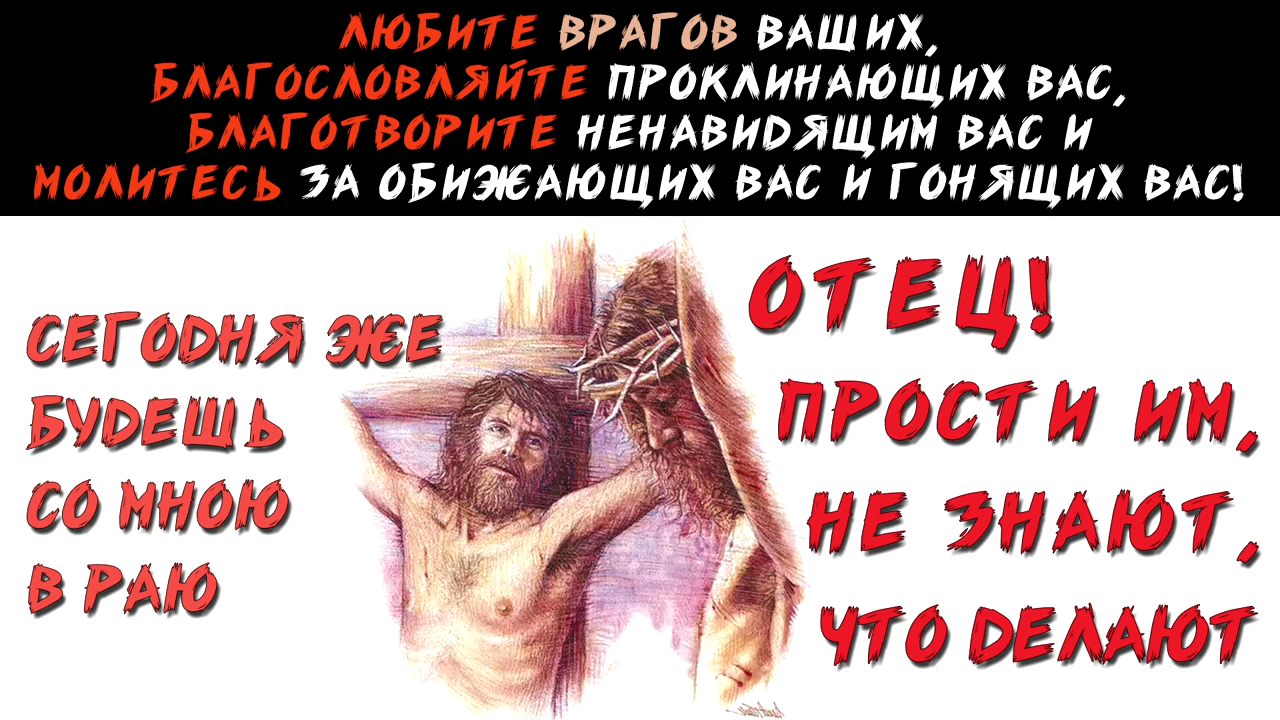 ЛЮБИТЕ ВРАГОВ ВАШИХ,
БЛАГОСЛОВЛЯЙТЕ ПРОКЛИНАЮЩИХ ВАС,
БЛАГОТВОРИТЕ НЕНАВИДЯЩИМ ВАС И
МОЛИТЕСЬ ЗА ОБИЖАЮЩИХ ВАС И ГОНЯЩИХ ВАС!
СЕГОДНЯ ЖЕ
БУДЕШЬ
СО МНОЮ
В РАЮ
ОТЕЦ!
ПРОСТИ ИМ,
НЕ ЗНАЮТ,
ЧТО ДЕЛАЮТ